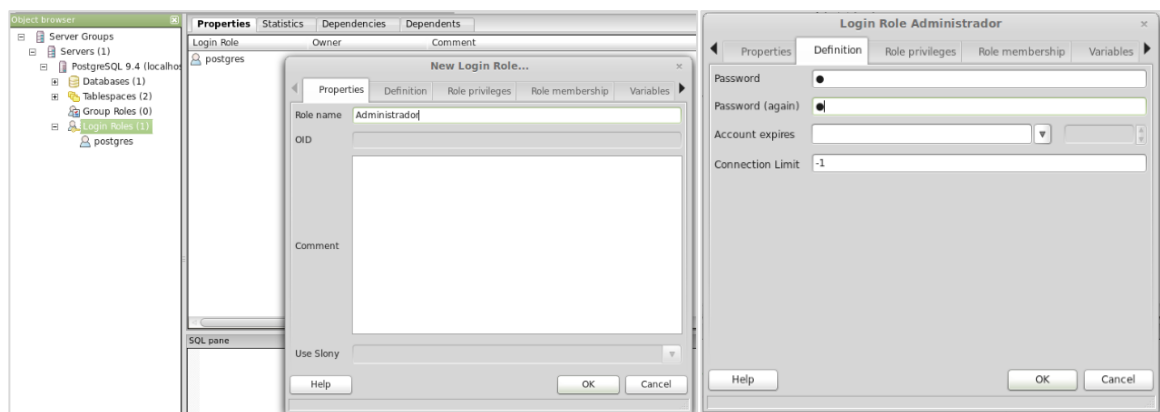 Object browser
Server Groups
Servers (1)
PostgreSQL 9.4 (localhos
Databases (1)
Tablespaces (2)
Group Roles (0)
Login Roles (1)
postgres
Properties Statistics Dependencies Dependents
Login Role Owner Comment
postgres
SQL pane
New Login Role...
Properties Definition Role privileges Role membership Variables
Role name Administrador
OID
Comment
Use Slony
Help OK Cancel
Login Role Administrador
Properties Definition Role privileges Role membership Variables
Password
Password (again)
Account expires
Connection Limit -1
Help OK Cancel